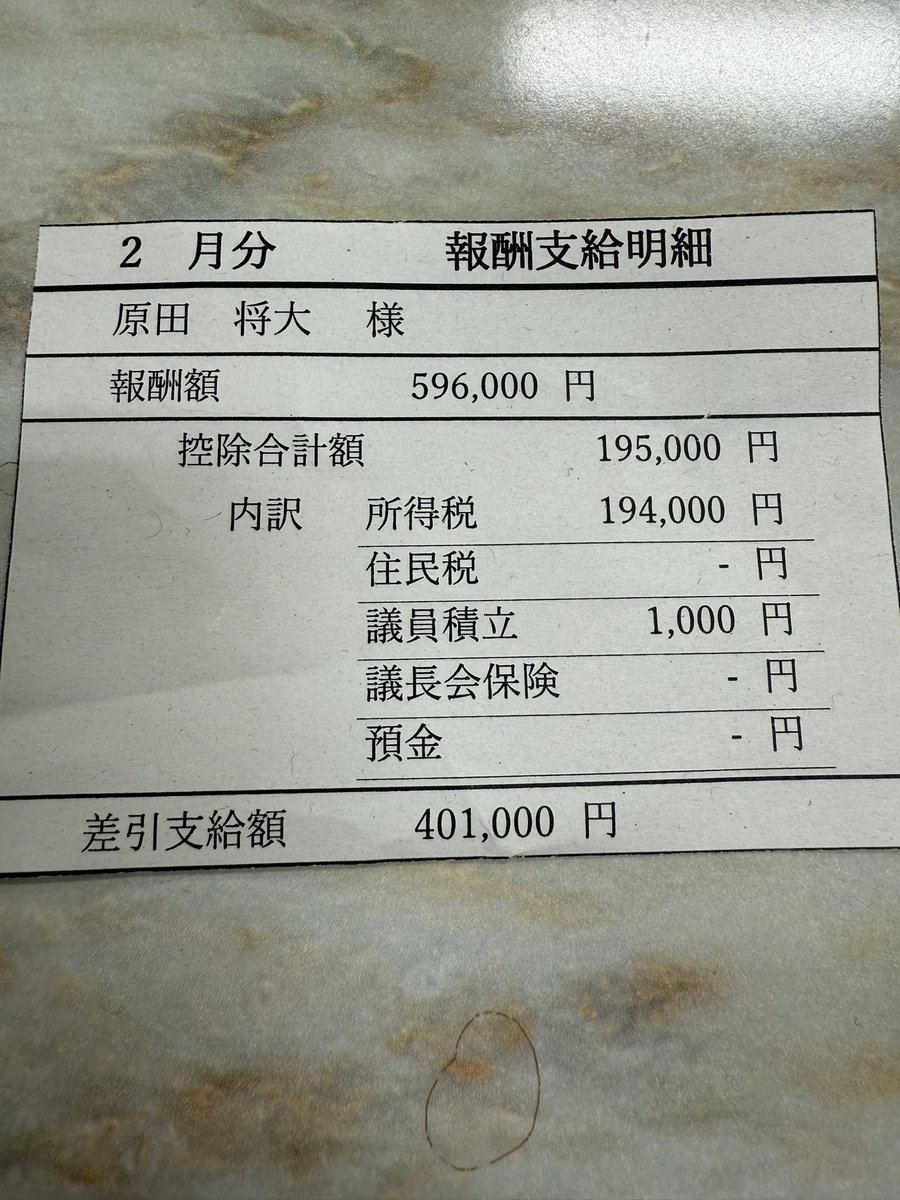 2 月分 報酬支給明細
原田 将大 様
報酬額 596,000 円
控除合計額 195,000 円
内訳 所得税 194,000 円
住民税 - 円
議員積立 1,000 円
議長会保険 - 円
預金 - 円
差引支給額 401,000 円